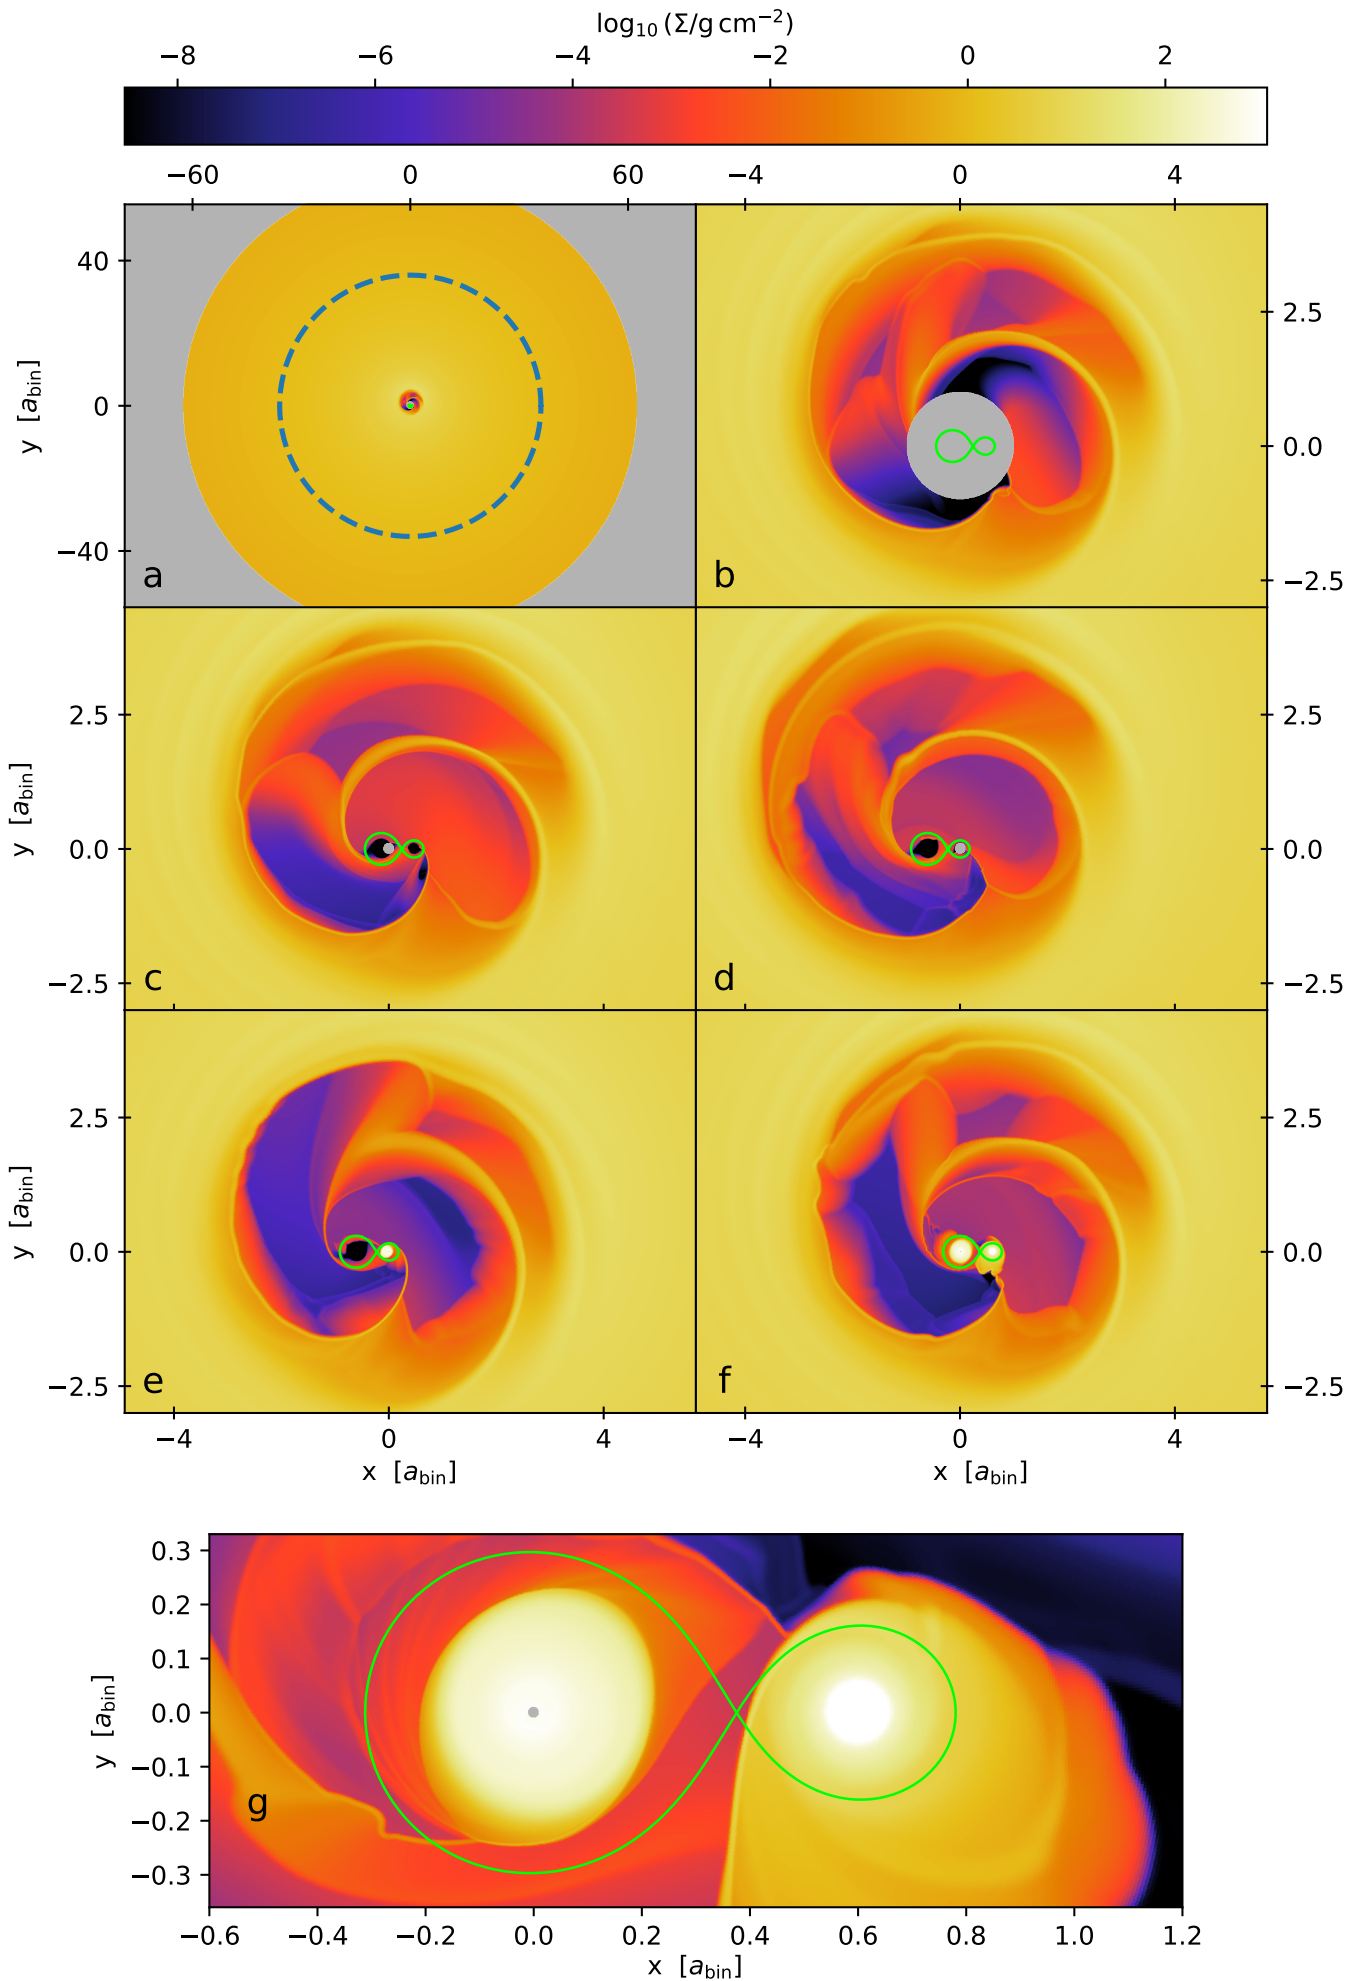 log₁₀ (Σ/g cm⁻²)
−8 −6 −4 −2 0 2
−60 0 60 −4 0 4
40
0
−40
y [a_bin]
a
2.5
0.0
−2.5
b
2.5
0.0
−2.5
y [a_bin]
c
2.5
0.0
−2.5
d
2.5
0.0
−2.5
y [a_bin]
e
2.5
0.0
−2.5
f
−4 0 4 −4 0 4
x [a_bin] x [a_bin]
0.3
0.2
0.1
0.0
−0.1
−0.2
−0.3
y [a_bin]
g
−0.6 −0.4 −0.2 0.0 0.2 0.4 0.6 0.8 1.0 1.2
x [a_bin]